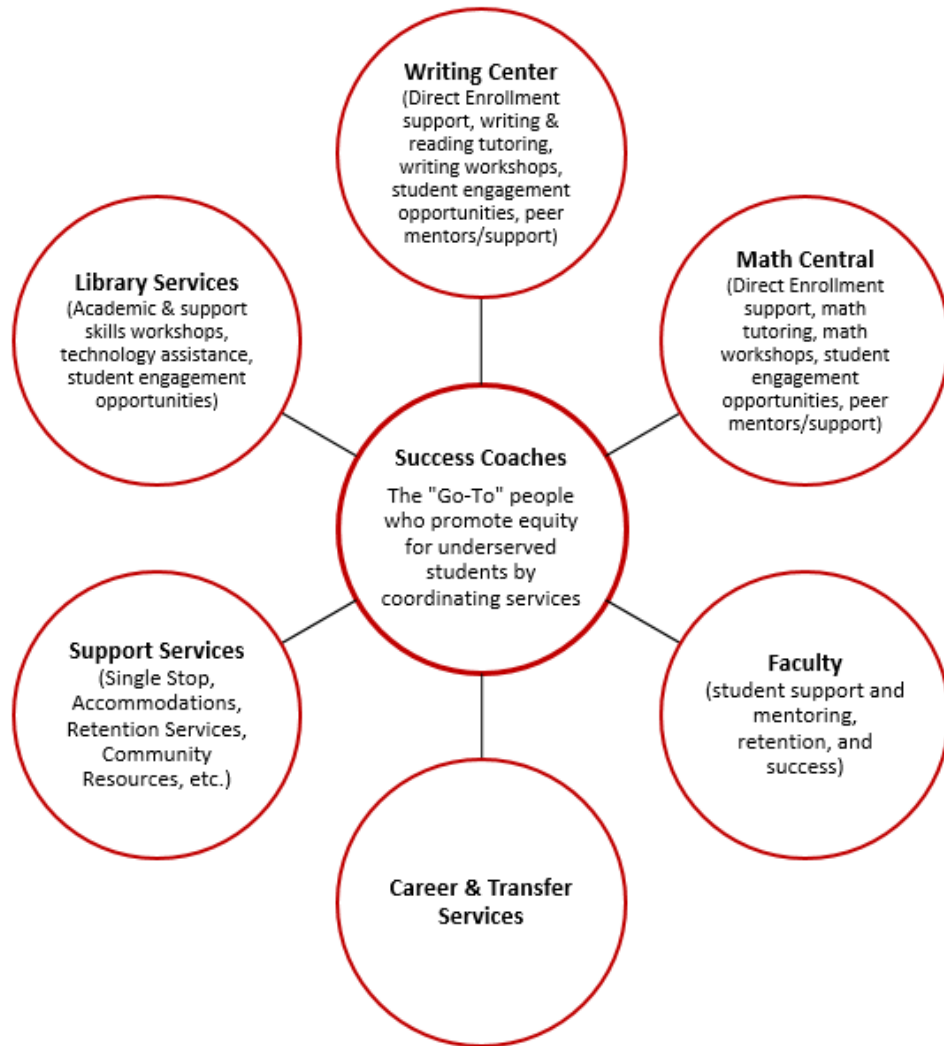 Writing Center
(Direct Enrollment
support, writing &
reading tutoring,
writing workshops,
student engagement
opportunities, peer
mentors/support)
Library Services
(Academic & support
skills workshops,
technology assistance,
student engagement
opportunities)
Math Central
(Direct Enrollment
support, math
tutoring, math
workshops, student
engagement
opportunities, peer
mentors/support)
Success Coaches
The "Go-To" people
who promote equity
for underserved
students by
coordinating services
Support Services
(Single Stop,
Accommodations,
Retention Services,
Community
Resources, etc.)
Faculty
(student support and
mentoring,
retention, and
success)
Career & Transfer
Services